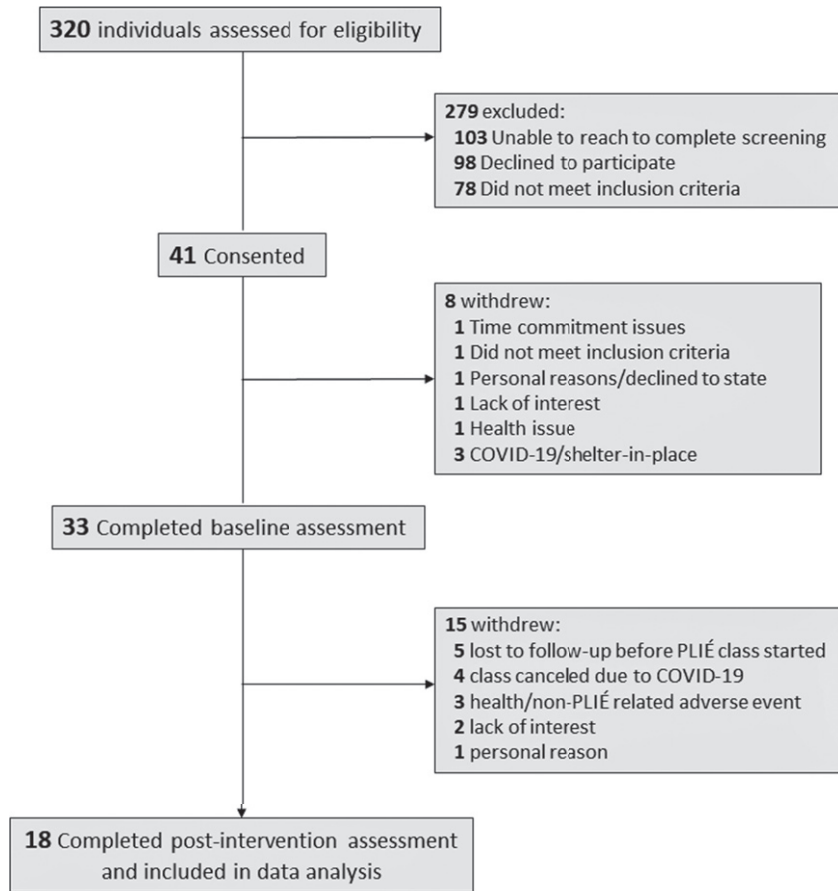 320 individuals assessed for eligibility
279 excluded:
103 Unable to reach to complete screening
98 Declined to participate
78 Did not meet inclusion criteria
41 Consented
8 withdrew:
1 Time commitment issues
1 Did not meet inclusion criteria
1 Personal reasons/declined to state
1 Lack of interest
1 Health issue
3 COVID-19/shelter-in-place
33 Completed baseline assessment
15 withdrew:
5 lost to follow-up before PLIÉ class started
4 class canceled due to COVID-19
3 health/non-PLIÉ related adverse event
2 lack of interest
1 personal reason
18 Completed post-intervention assessment
and included in data analysis